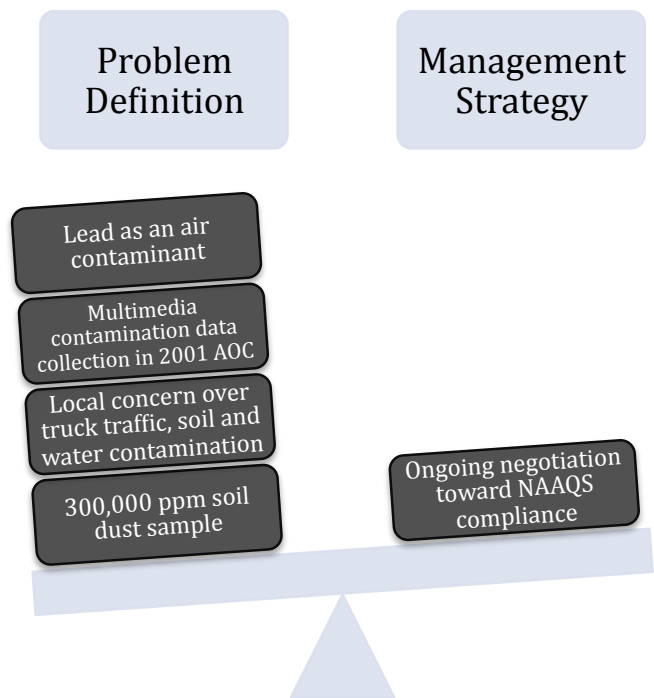 Problem
Definition
Management
Strategy
Lead as an air
contaminant
Multimedia
contamination data
collection in 2001 AOC
Local concern over
truck traffic, soil and
water contamination
300,000 ppm soil
dust sample
Ongoing negotiation
toward NAAQS
compliance